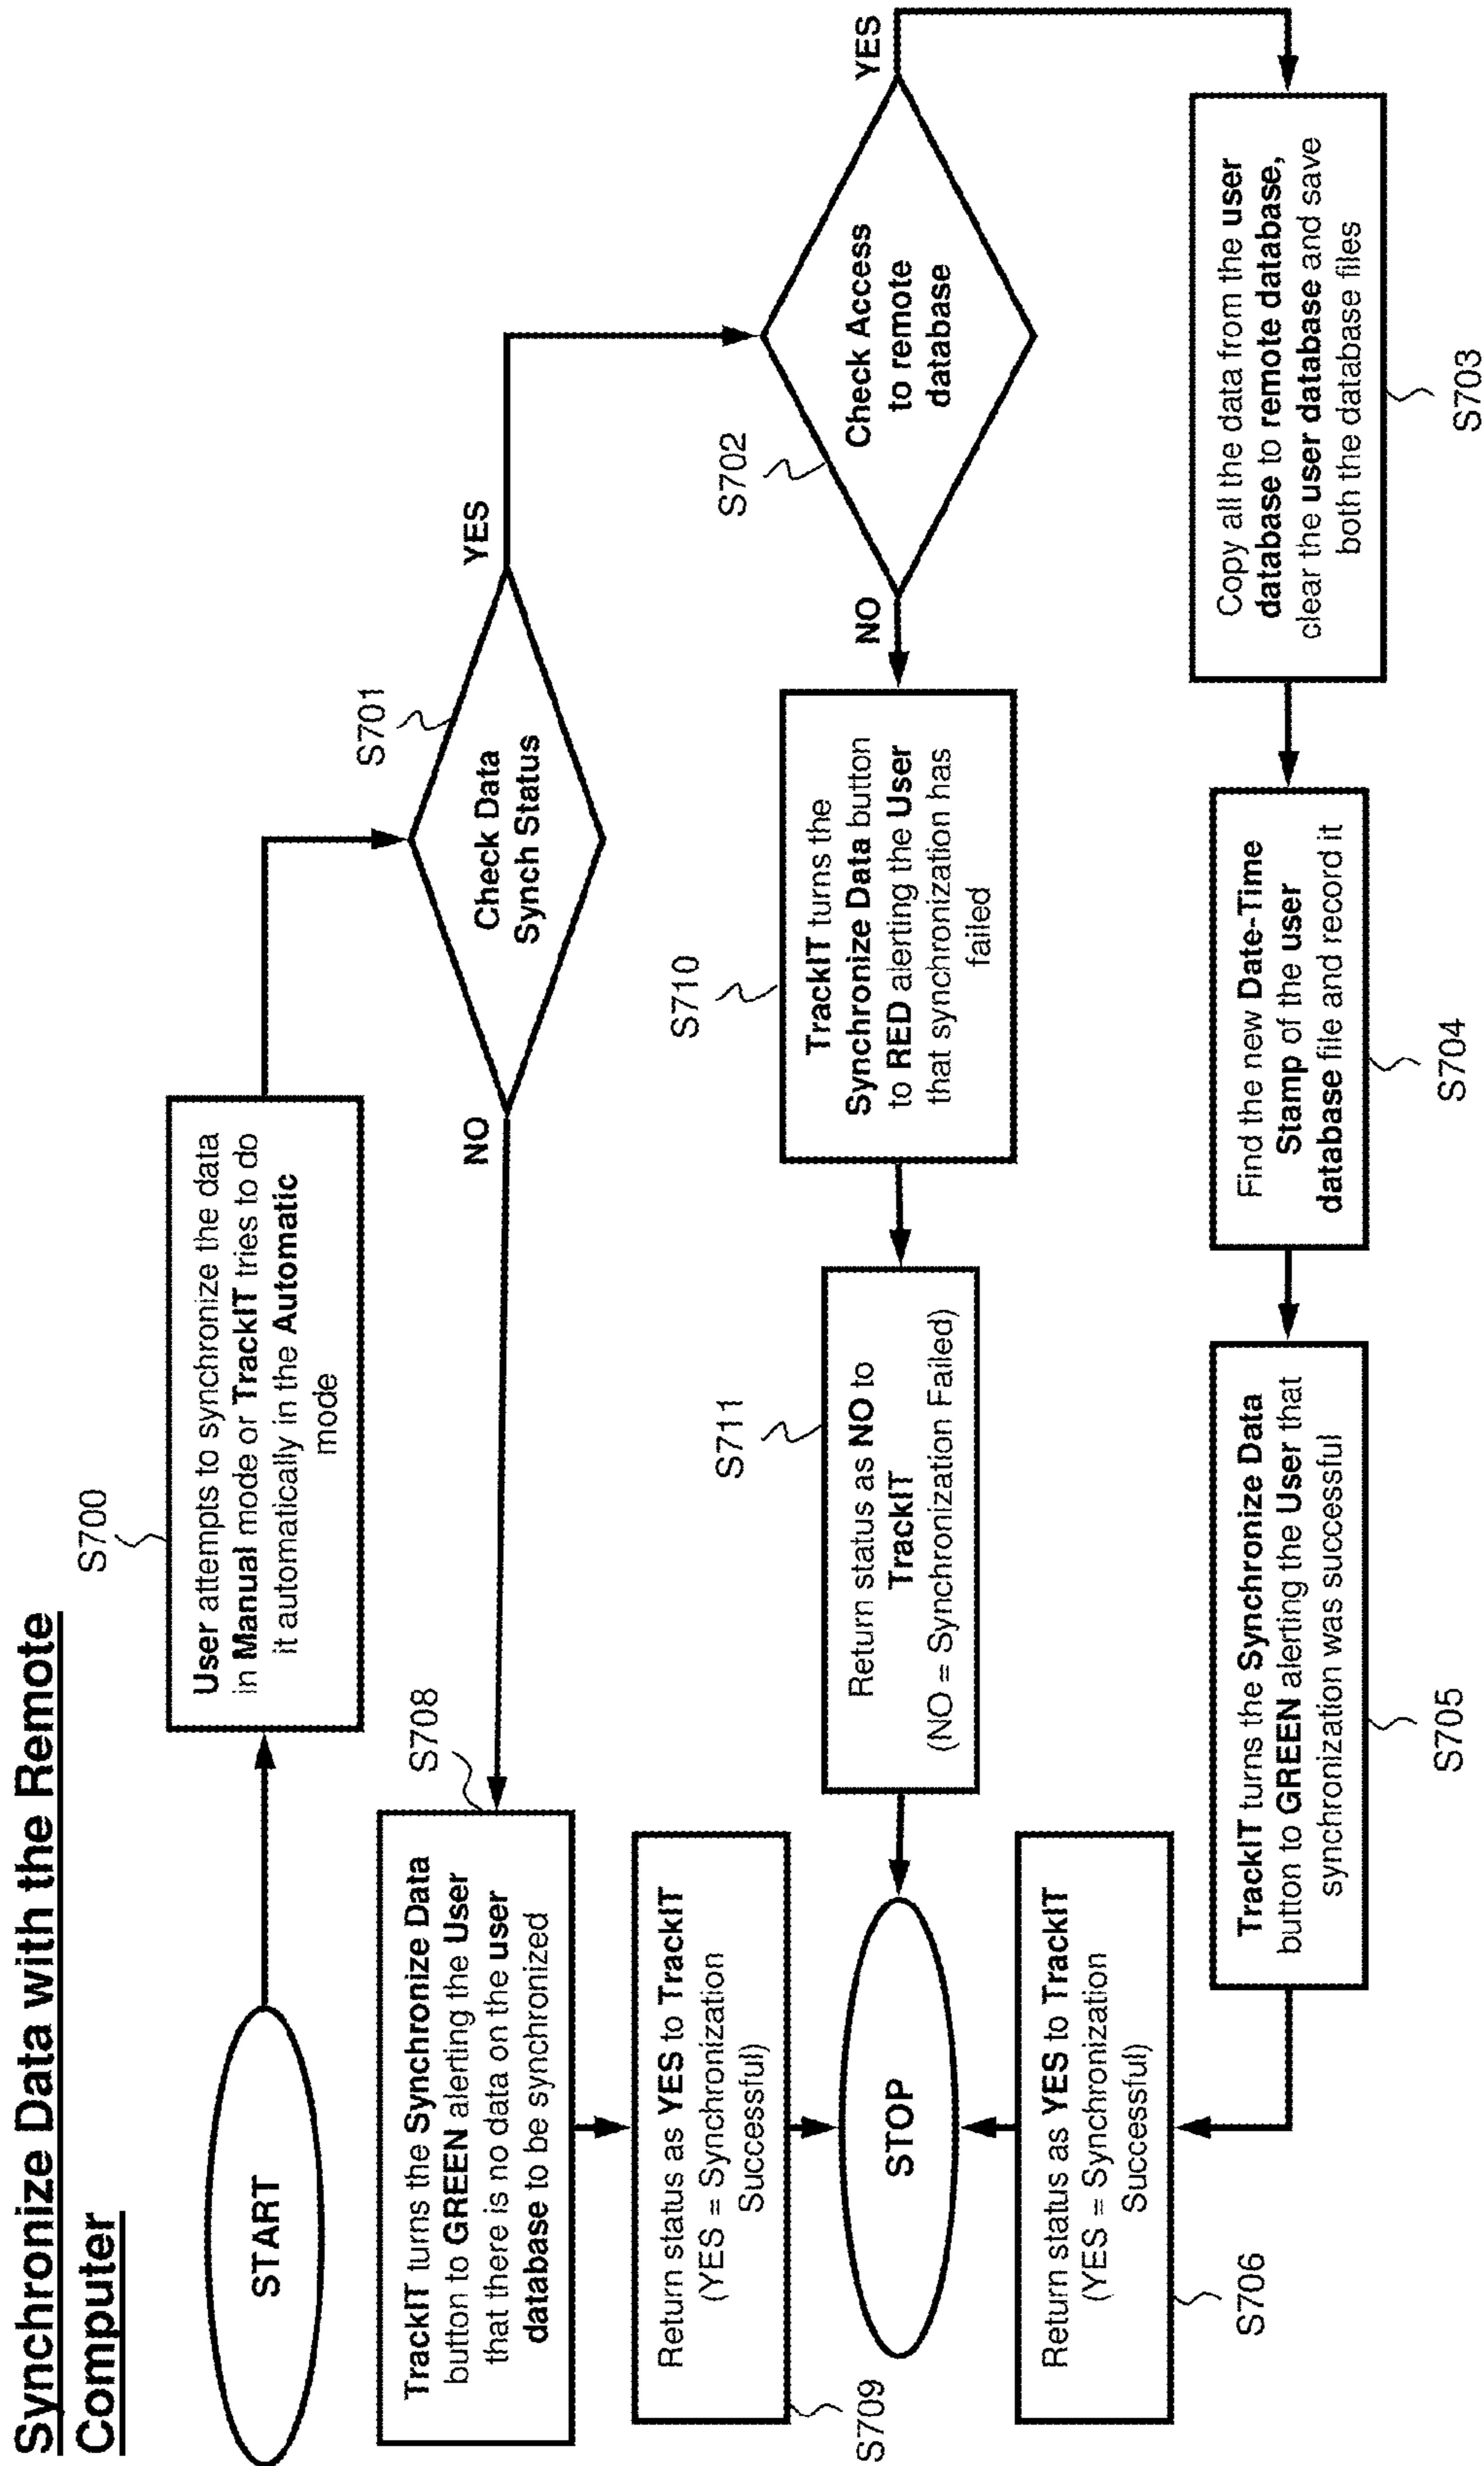 Synchronize Data with the Remote
Computer
START
S700
User attempts to synchronize the data
in Manual mode or TrackIT tries to do
it automatically in the Automatic
mode
S701
Check Data
Synch Status
YES
NO
S702
Check Access
to remote
database
YES
NO
Copy all the data from the user
database to remote database,
clear the user database and save
both the database files
S703
Find the new Date-Time
Stamp of the user
database file and record it
S704
TrackIT turns the Synchronize Data
button to GREEN alerting the User that
synchronization was successful
S705
Return status as YES to TrackIT
(YES = Synchronization
Successful)
S706
S708
TrackIT turns the Synchronize Data
button to GREEN alerting the User
that there is no data on the user
database to be synchronized
Return status as YES to TrackIT
(YES = Synchronization
Successful)
S709
S710
TrackIT turns the
Synchronize Data button
to RED alerting the User
that synchronization has
failed
S711
Return status as NO to
TrackIT
(NO = Synchronization Failed)
STOP